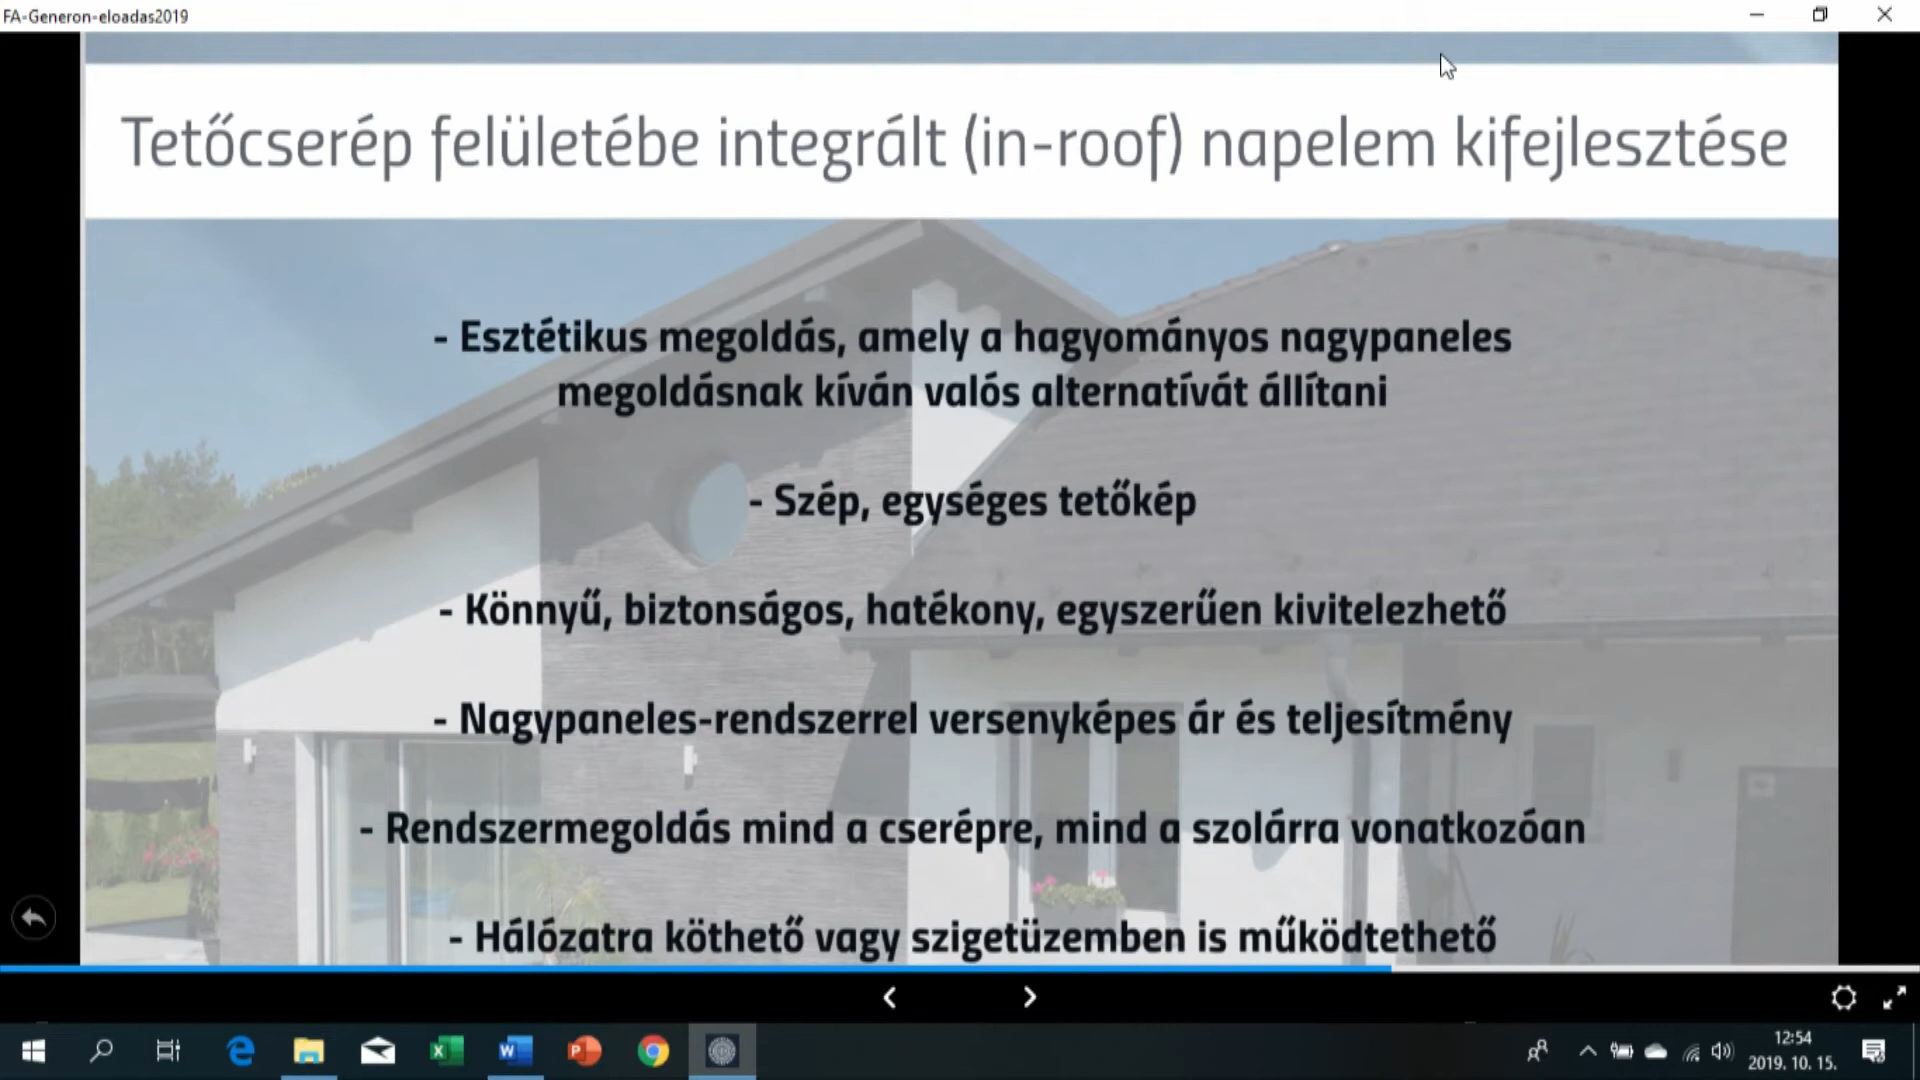 FA-Generon-eloadas2019
Tetőcserép felületébe integrált (in-roof) napelem kifejlesztése
- Esztétikus megoldás, amely a hagyományos nagypaneles
megoldásnak kíván valós alternatívát állítani
- Szép, egységes tetőkép
- Könnyű, biztonságos, hatékony, egyszerűen kivitelezhető
- Nagypaneles-rendszerrel versenyképes ár és teljesítmény
- Rendszermegoldás mind a cserépre, mind a szolárra vonatkozóan
- Hálózatra köthető vagy szigetüzemben is működtethető
12:54
2019. 10. 15.